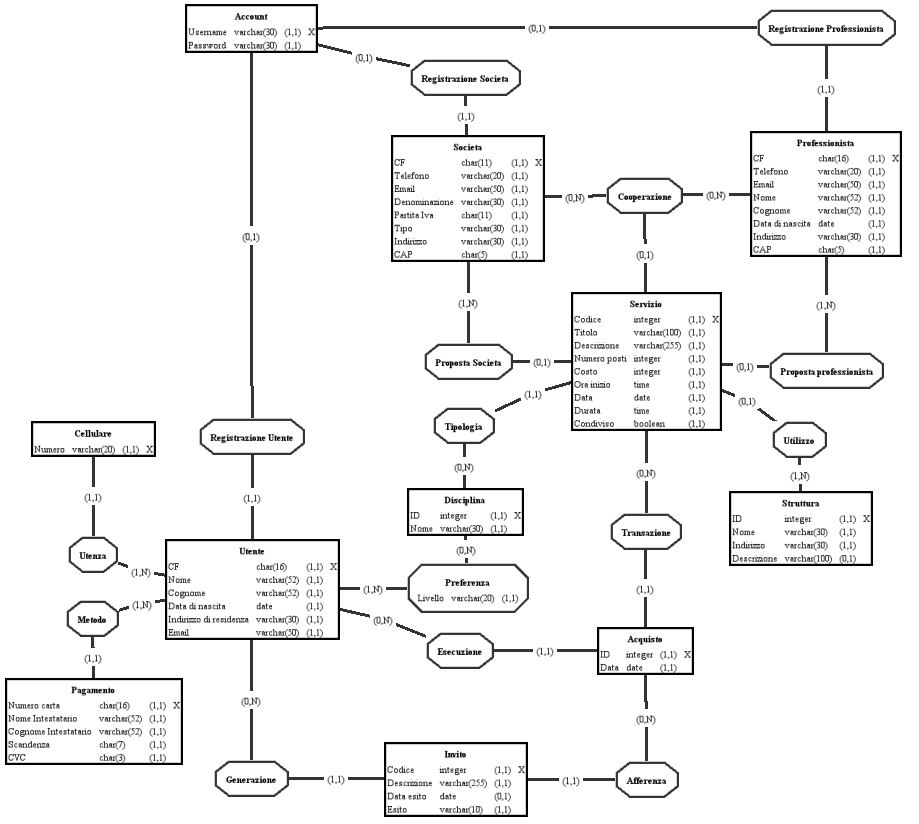 Account
Username varchar(30) (1,1) X
Password varchar(30) (1,1)
(0,1)
Registrazione Professionista
(0,1)
Registrazione Societa
(1,1)
(1,1)
Societa
CF char(11) (1,1) X
Telefono varchar(20) (1,1)
Email varchar(50) (1,1)
Denominazione varchar(30) (1,1)
Partita Iva char(11) (1,1)
Tipo varchar(30) (1,1)
Indirizzo varchar(30) (1,1)
CAP char(5) (1,1)
Professionista
CF char(16) (1,1) X
Telefono varchar(20) (1,1)
Email varchar(50) (1,1)
Nome varchar(52) (1,1)
Cognome varchar(52) (1,1)
Data di nascita date (1,1)
Indirizzo varchar(30) (1,1)
CAP char(5) (1,1)
(0,N)
Cooperazione
(0,N)
(0,1)
(0,1)
(1,N)
(1,N)
Servizio
Codice integer (1,1) X
Titolo varchar(100) (1,1)
Descrizione varchar(255) (1,1)
Numero posti integer (1,1)
Costo integer (1,1)
Ora inizio time (1,1)
Data date (1,1)
Durata time (1,1)
Condiviso boolean (1,1)
Proposta Societa
(0,1)
(0,1)
Proposta professionista
(1,1)
(0,1)
Tipologia
Utilizzo
Registrazione Utente
Cellulare
Numero varchar(20) (1,1) X
(0,N)
(0,N)
(1,N)
(1,1)
(1,1)
Disciplina
ID integer (1,1) X
Nome varchar(30) (1,1)
Struttura
ID integer (1,1) X
Nome varchar(30) (1,1)
Indirizzo varchar(30) (1,1)
Descrizione varchar(100) (0,1)
Transazione
Utenza
(1,N)
(0,N)
Utente
CF char(16) (1,1) X
Nome varchar(52) (1,1)
Cognome varchar(52) (1,1)
Data di nascita date (1,1)
Indirizzo di residenza varchar(30) (1,1)
Email varchar(50) (1,1)
(1,N)
Preferenza
Livello varchar(20) (1,1)
(1,1)
(1,N)
Metodo
(0,N)
Esecuzione
(1,1)
Acquisto
ID integer (1,1) X
Data date (1,1)
(1,1)
Pagamento
Numero carta char(16) (1,1) X
Nome Intestatario varchar(52) (1,1)
Cognome Intestatario varchar(52) (1,1)
Scandenza char(7) (1,1)
CVC char(3) (1,1)
(0,N)
(0,N)
Generazione
(1,1)
Invito
Codice integer (1,1) X
Descrizione varchar(255) (1,1)
Data esito date (0,1)
Esito varchar(10) (1,1)
(1,1)
Afferenza